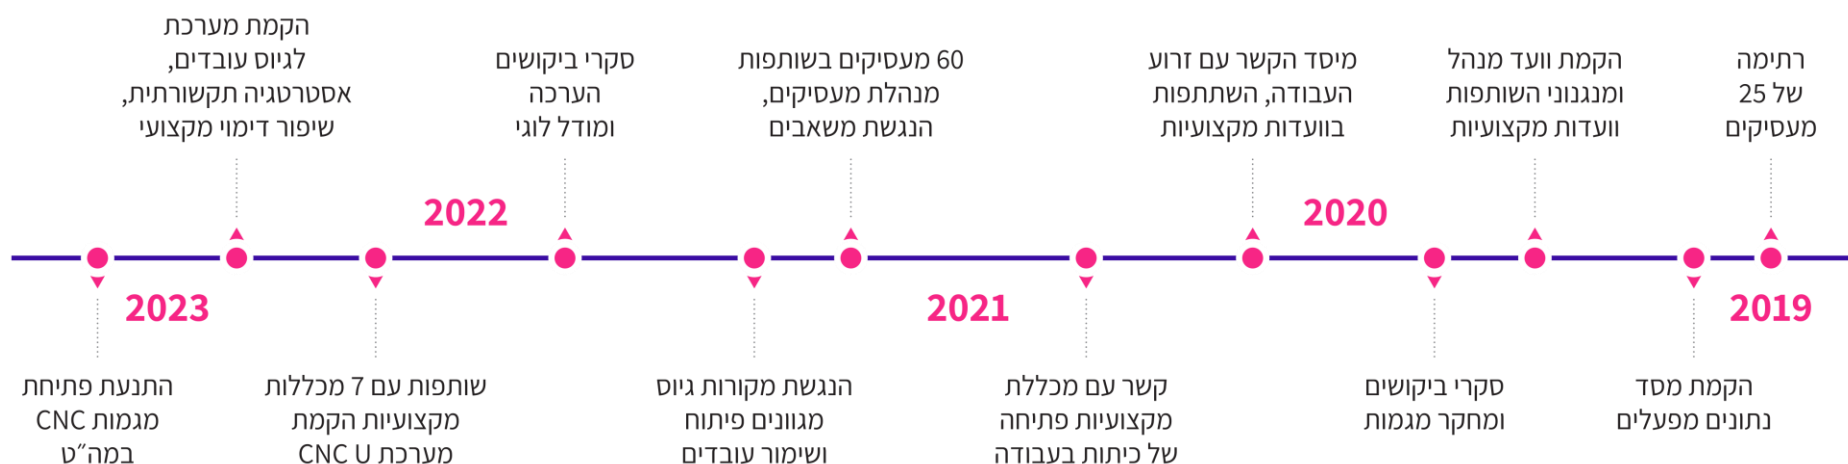 רתימה
של 25
מעסיקים
2019
הקמת מסד
נתונים מפעלים
הקמת וועד מנהל
ומנגנוני השותפות
וועדות מקצועיות
סקרי ביקושים
ומחקר מגמות
2020
מיסד הקשר עם זרוע
העבודה, השתתפות
בוועדות מקצועיות
קשר עם מכללת
מקצועיות פתיחה
של כיתות בעבודה
2021
60 מעסיקים בשותפות
מנהלת מעסיקים,
הנגשת משאבים
הנגשת מקורות גיוס
מגוונים פיתוח
ושימור עובדים
סקרי ביקושים
הערכה
ומודל לוגי
2022
שותפות עם 7 מכללות
מקצועיות הקמת
מערכת CNC U
הקמת מערכת
לגיוס עובדים,
אסטרטגיה תקשורתית,
שיפור דימוי מקצועי
2023
התנעת פתיחת
מגמות CNC
במה״ט